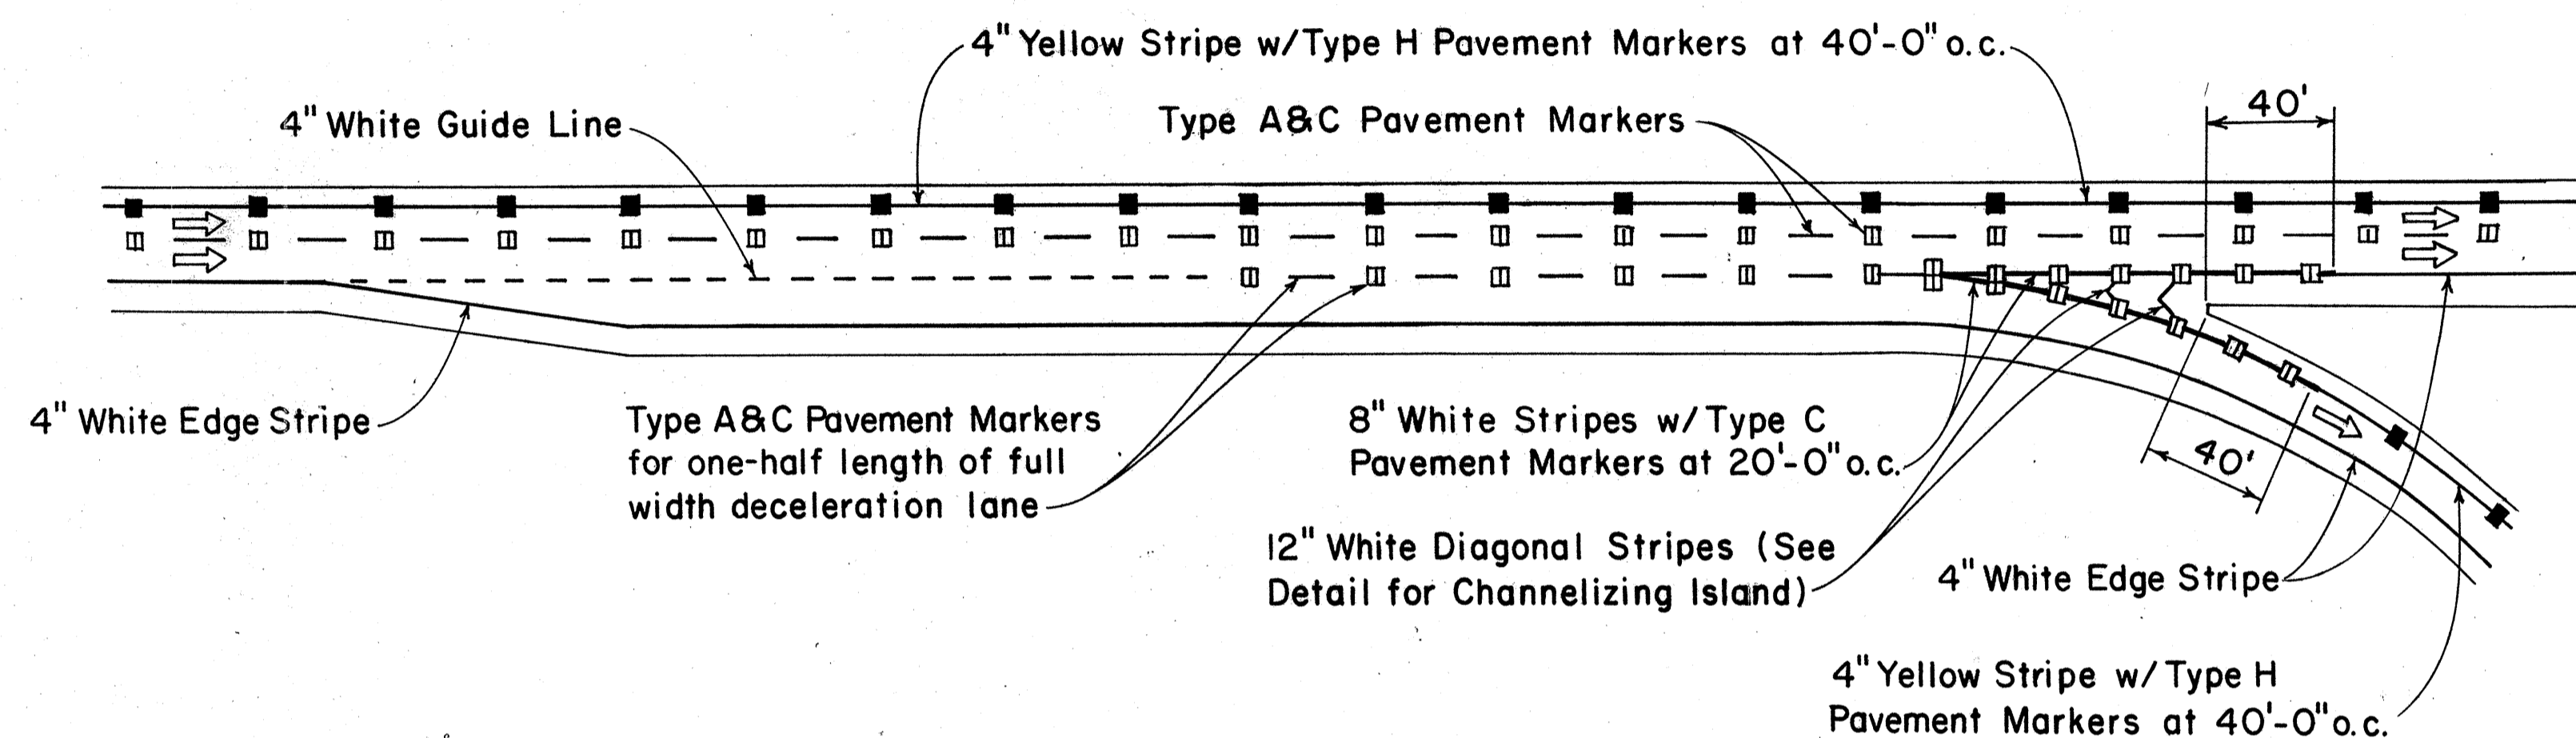 4" Yellow Stripe w/Type H Pavement Markers at 40'-0" o.c.
4" White Guide Line
Type A&C Pavement Markers
40'
4" White Edge Stripe
Type A&C Pavement Markers
for one-half length of full
width deceleration lane
8" White Stripes w/Type C
Pavement Markers at 20'-0" o.c.
40'
12" White Diagonal Stripes (See
Detail for Channelizing Island)
4" White Edge Stripe
4" Yellow Stripe w/Type H
Pavement Markers at 40'-0" o.c.